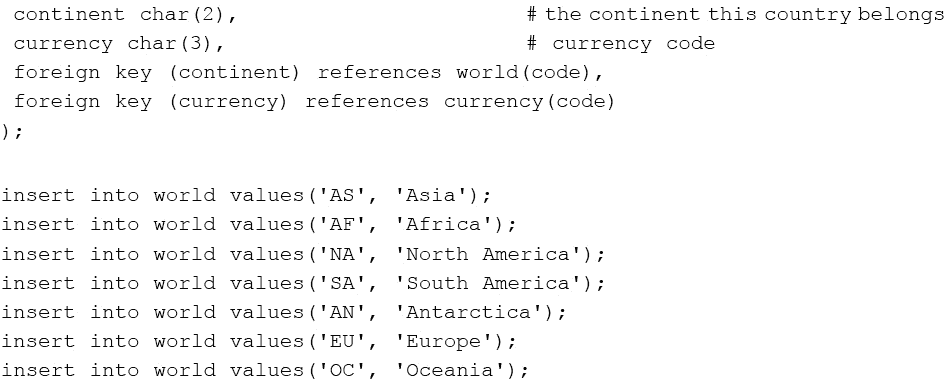 continent char(2), # the continent this country belongs
currency char(3), # currency code
foreign key (continent) references world(code),
foreign key (currency) references currency(code)
);
insert into world values('AS', 'Asia');
insert into world values('AF', 'Africa');
insert into world values('NA', 'North America');
insert into world values('SA', 'South America');
insert into world values('AN', 'Antarctica');
insert into world values('EU', 'Europe');
insert into world values('OC', 'Oceania');